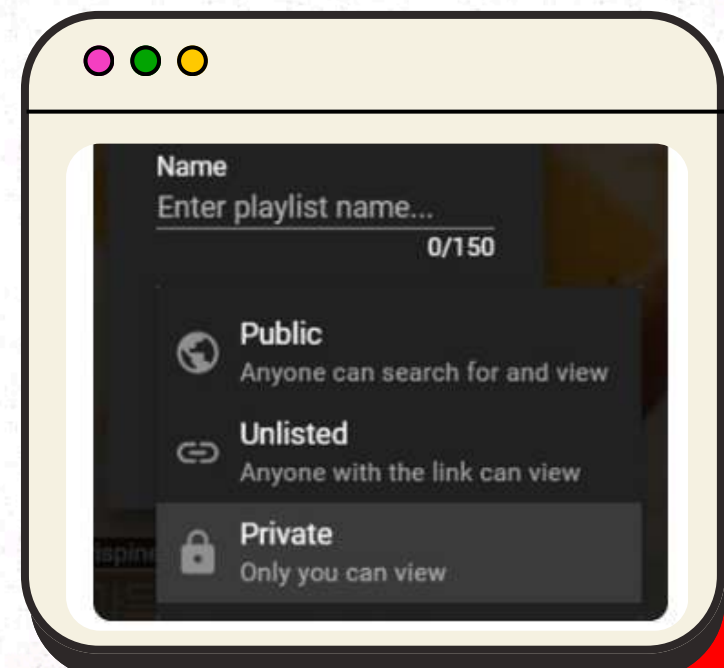 Name
Enter playlist name...
0/150
Public
Anyone can search for and view
Unlisted
Anyone with the link can view
Private
Only you can view